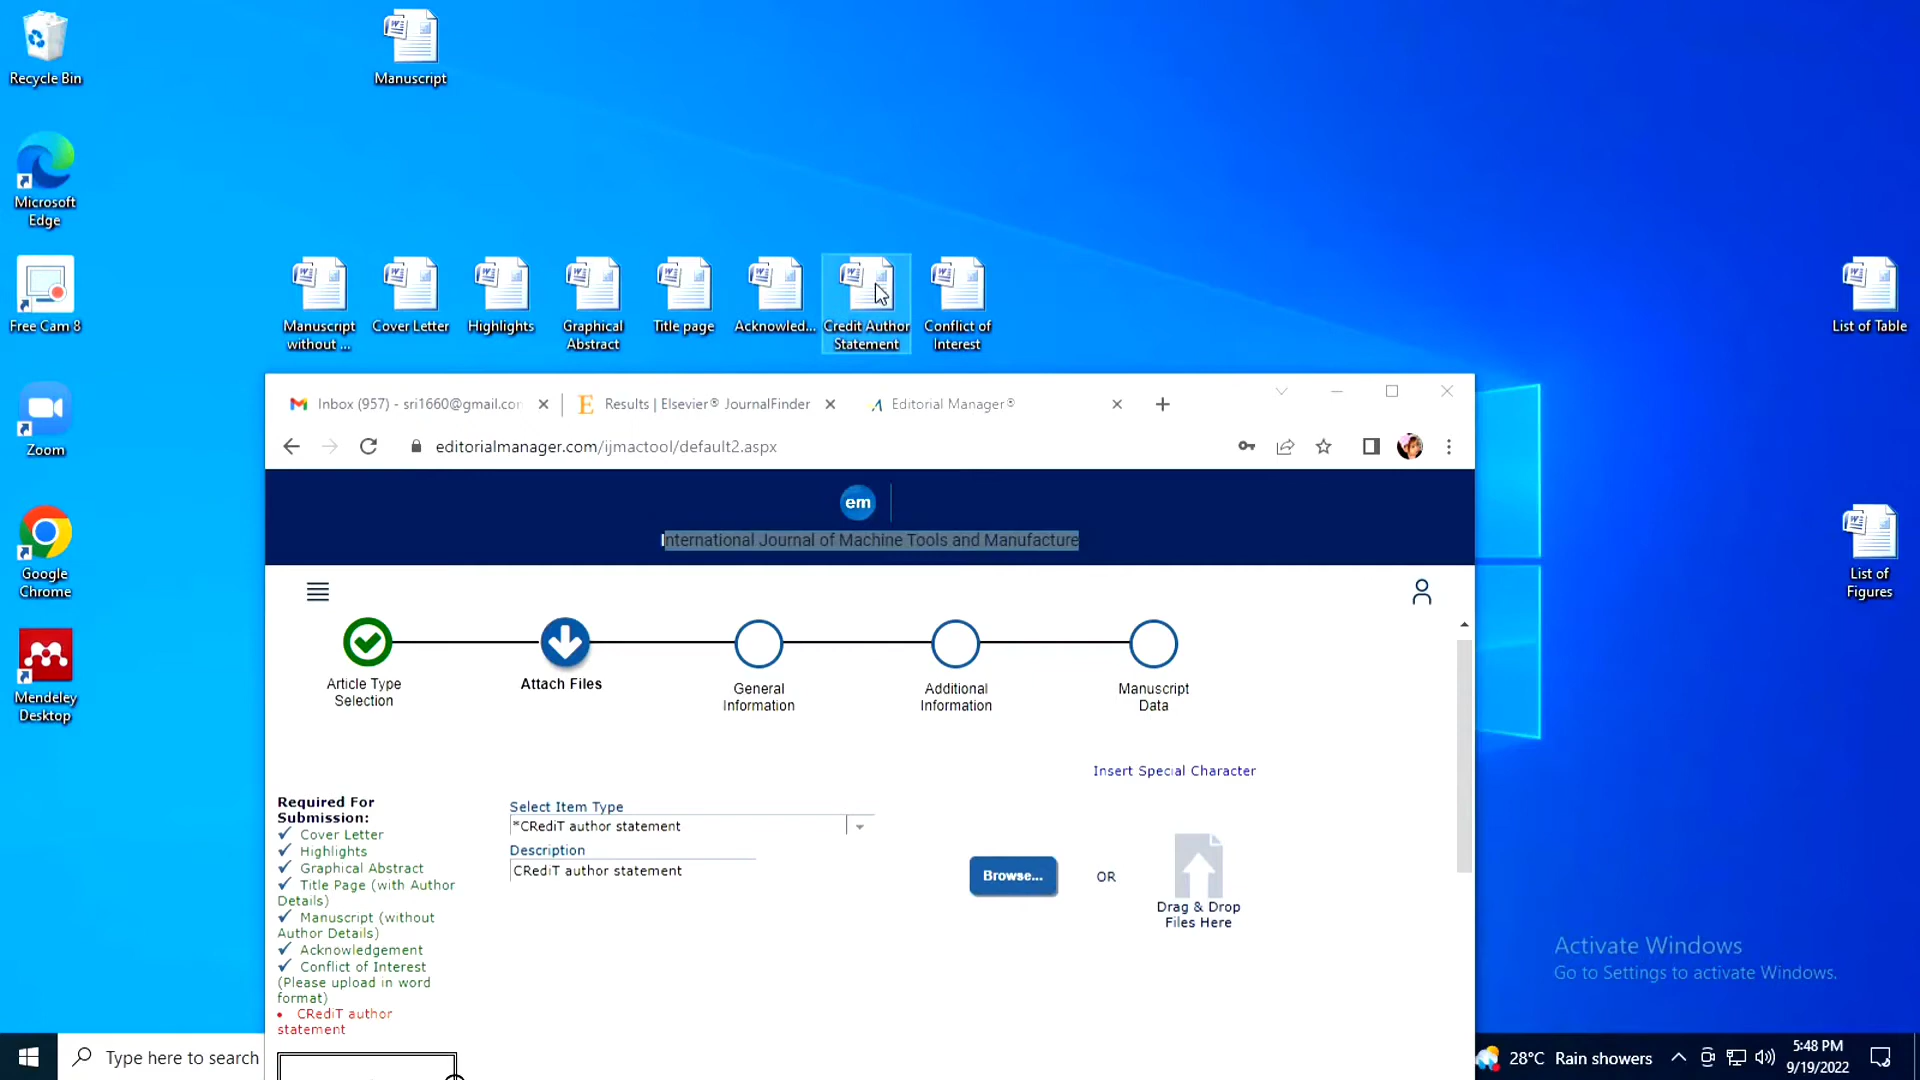 Recycle Bin
Manuscript
Microsoft
Edge
Free Cam 8
Manuscript
without ...
Cover Letter
Highlights
Graphical
Abstract
Title page
Acknowled...
Credit Author
Statement
Conflict of
Interest
List of Table
Zoom
Google
Chrome
Mendeley
Desktop
List of
Figures
Inbox (957) - sri1660@gmail.con
Results | Elsevier® JournalFinder
Editorial Manager®
editorialmanager.com/ijmactool/default2.aspx
em
International Journal of Machine Tools and Manufacture
Article Type
Selection
Attach Files
General
Information
Additional
Information
Manuscript
Data
Insert Special Character
Required For
Submission:
Cover Letter
Highlights
Graphical Abstract
Title Page (with Author
Details)
Manuscript (without
Author Details)
Acknowledgement
Conflict of Interest
(Please upload in word
format)
CRediT author
statement
Select Item Type
*CRediT author statement
Description
CRediT author statement
Browse...
OR
Drag & Drop
Files Here
Activate Windows
Go to Settings to activate Windows.
Type here to search
28°C Rain showers
5:48 PM
9/19/2022